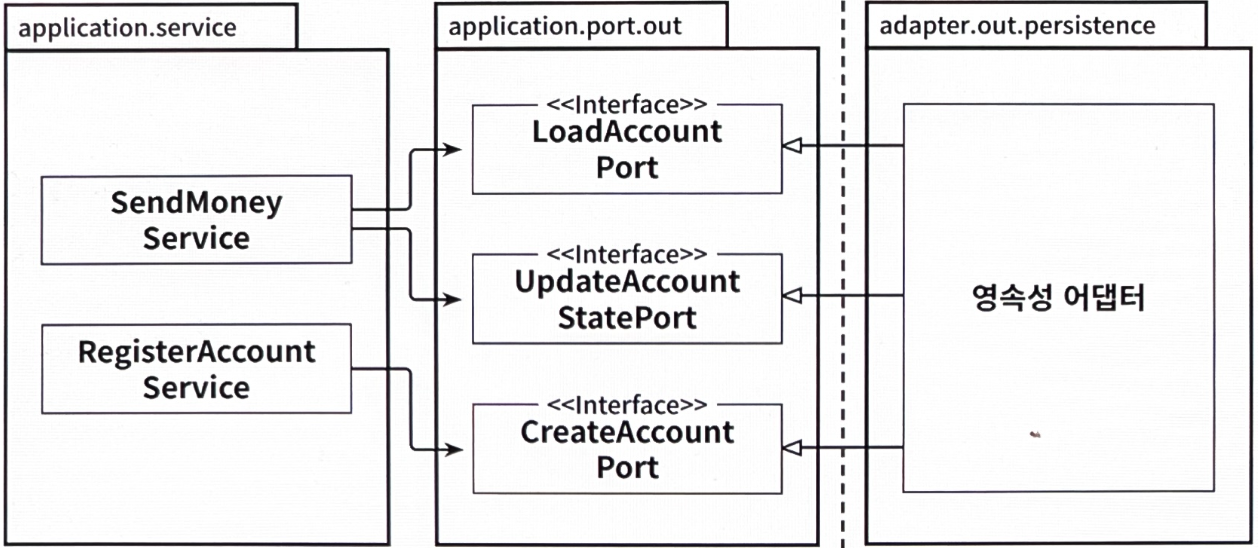 application.service
application.port.out
adapter.out.persistence
SendMoney
Service
RegisterAccount
Service
<<Interface>>
LoadAccount
Port
<<Interface>>
UpdateAccount
StatePort
<<Interface>>
CreateAccount
Port
영속성 어댑터